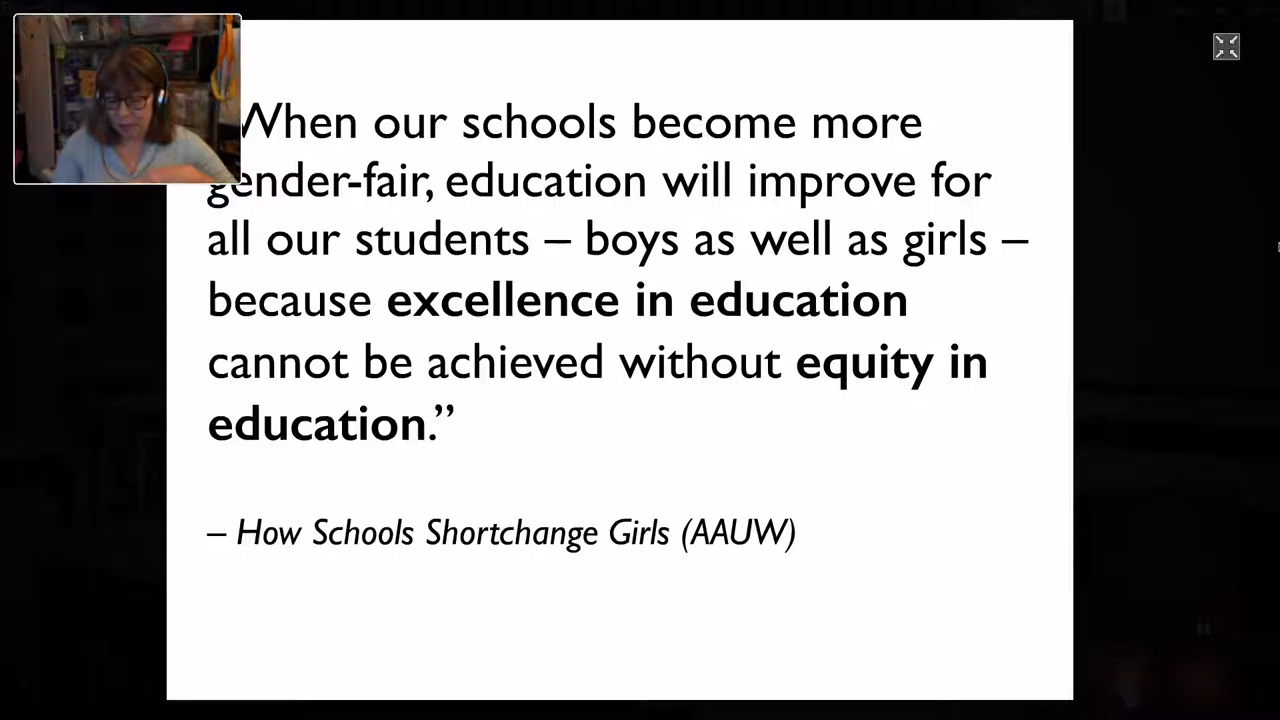 When our schools become more
gender-fair, education will improve for
all our students – boys as well as girls –
because excellence in education
cannot be achieved without equity in
education.”
– How Schools Shortchange Girls (AAUW)